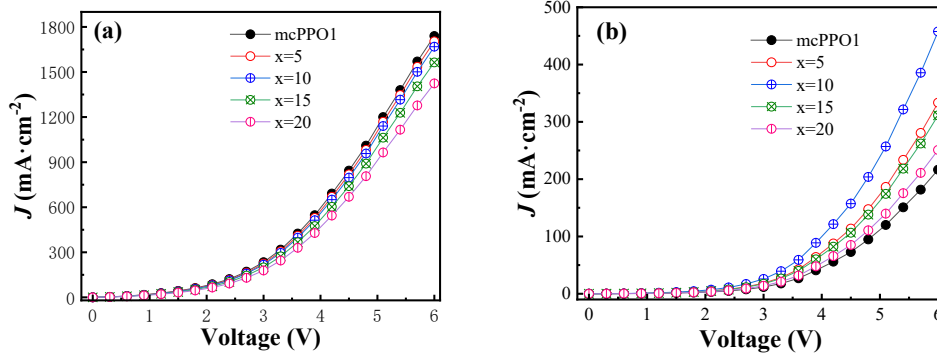 (a)
mcPPO1
x=5
x=10
x=15
x=20
1800
1500
1200
900
600
300
0
J (mA·cm-2)
0 1 2 3 4 5 6
Voltage (V)
(b)
mcPPO1
x=5
x=10
x=15
x=20
500
400
300
200
100
0
J (mA·cm-2)
0 1 2 3 4 5 6
Voltage (V)